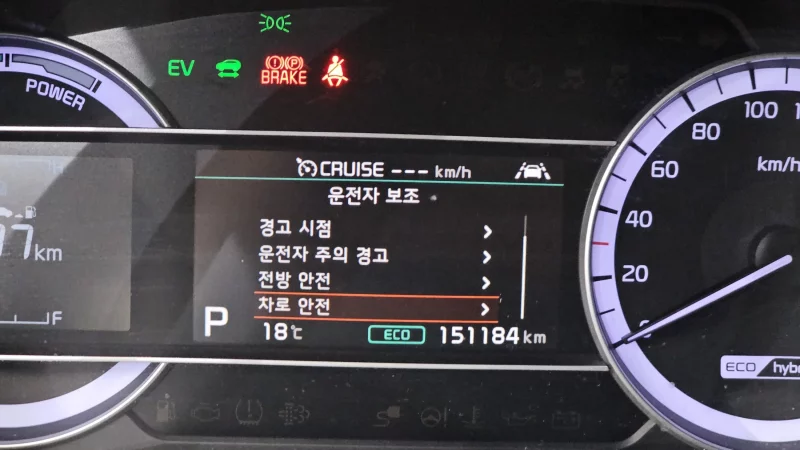 EV
BRAKE
POWER
CRUISE --- km/h
운전자 보조
경고 시점
운전자 주의 경고
전방 안전
차로 안전
P
18℃
ECO
151184 km
km
F
100
80
60
40
20
0
km/h
ECO